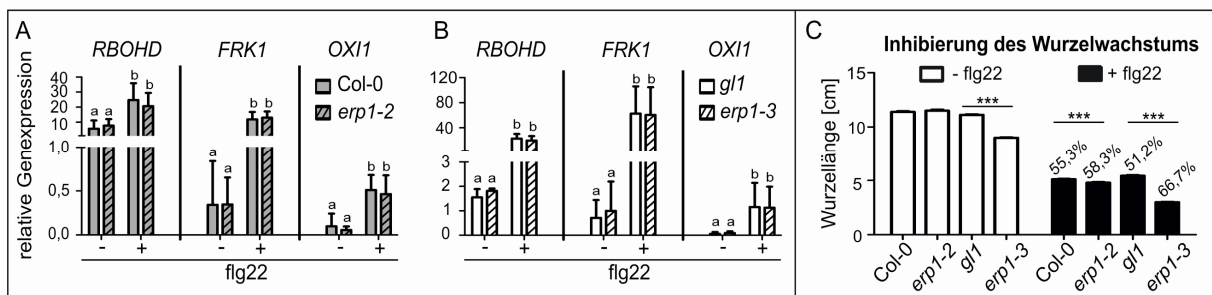 A
RBOHD FRK1 OXI1
relative Genexpression
40
30
20
10
1,0
0,5
0,0
a a b b
a a b b
a a b b
Col-0
erp1-2
- + - + - +
flg22
B
RBOHD FRK1 OXI1
120
80
40
3
2
1
0
a a b b
a a b b
a a b b
gl1
erp1-3
- + - + - +
flg22
C
Inhibierung des Wurzelwachstums
- flg22 + flg22
Wurzellänge [cm]
15
10
5
0
*** *** ***
55,3% 58,3% 51,2% 66,7%
Col-0 erp1-2 gl1 erp1-3 Col-0 erp1-2 gl1 erp1-3